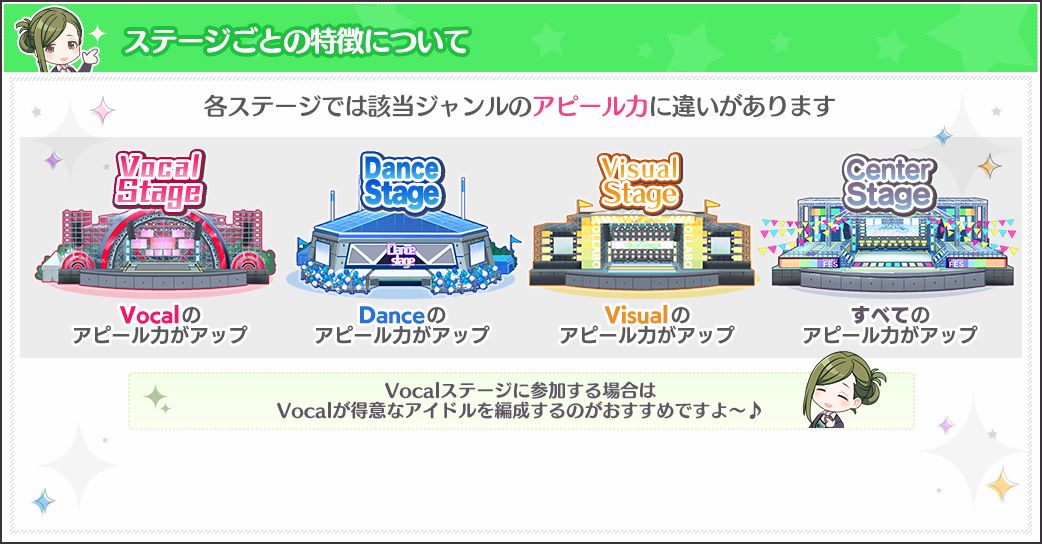 ステージごとの特徴について
各ステージでは該当ジャンルのアピール力に違いがあります
Vocal
Stage
Dance
Stage
Visual
Stage
Center
Stage
Dance
stage
FES
FES
Vocalの
アピール力がアップ
Danceの
アピール力がアップ
Visualの
アピール力がアップ
すべての
アピール力がアップ
Vocalステージに参加する場合は
Vocalが得意なアイドルを編成するのがおすすめですよ～♪